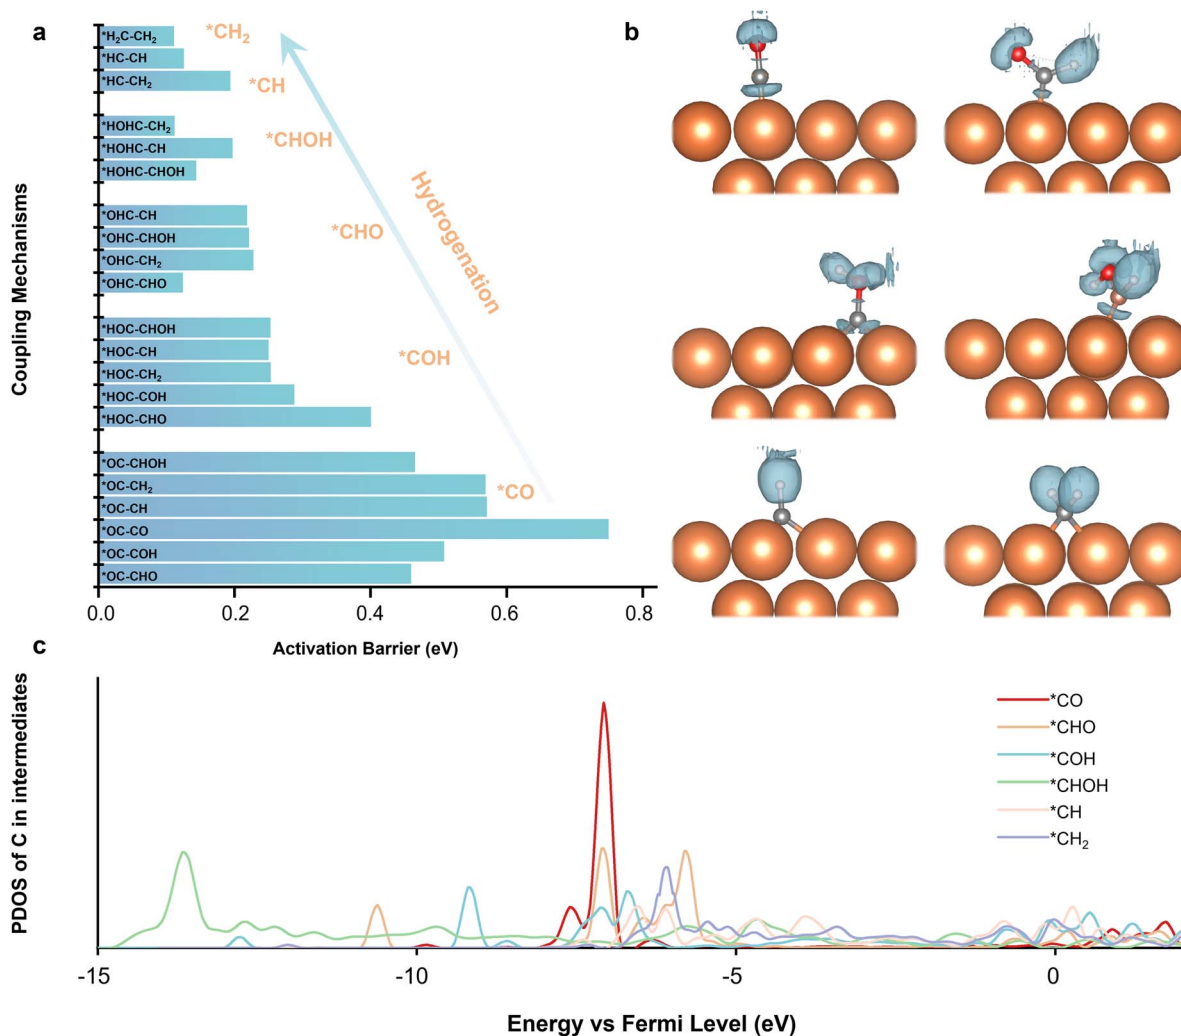 a
Coupling Mechanisms
*H₂C-CH₂
*HC-CH
*HC-CH₂
*HOHC-CH₂
*HOHC-CH
*HOHC-CHOH
*OHC-CH
*OHC-CHOH
*OHC-CH₂
*OHC-CHO
*HOC-CHOH
*HOC-CH
*HOC-CH₂
*HOC-COH
*HOC-CHO
*OC-CHOH
*OC-CH₂
*OC-CH
*OC-CO
*OC-COH
*OC-CHO
*CH₂
*CH
*CHOH
*CHO
*COH
*CO
Hydrogenation
0.0 0.2 0.4 0.6 0.8
Activation Barrier (eV)
b
c
PDOS of C in intermediates
*CO
*CHO
*COH
*CHOH
*CH
*CH₂
-15 -10 -5 0
Energy vs Fermi Level (eV)